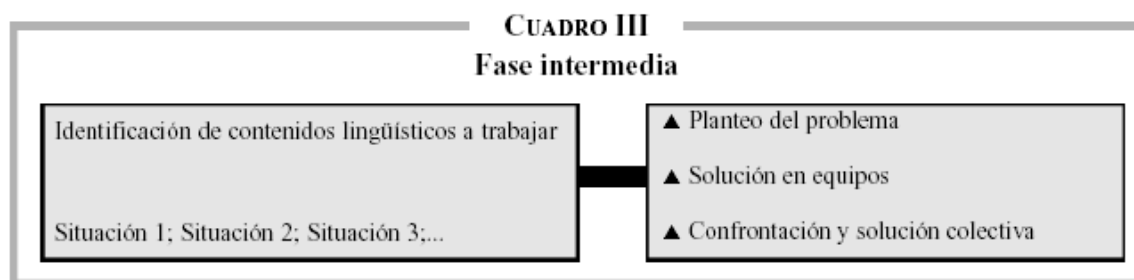 CUADRO III
Fase intermedia
Identificación de contenidos lingüísticos a trabajar
Situación 1; Situación 2; Situación 3;...
▲ Planteo del problema
▲ Solución en equipos
▲ Confrontación y solución colectiva